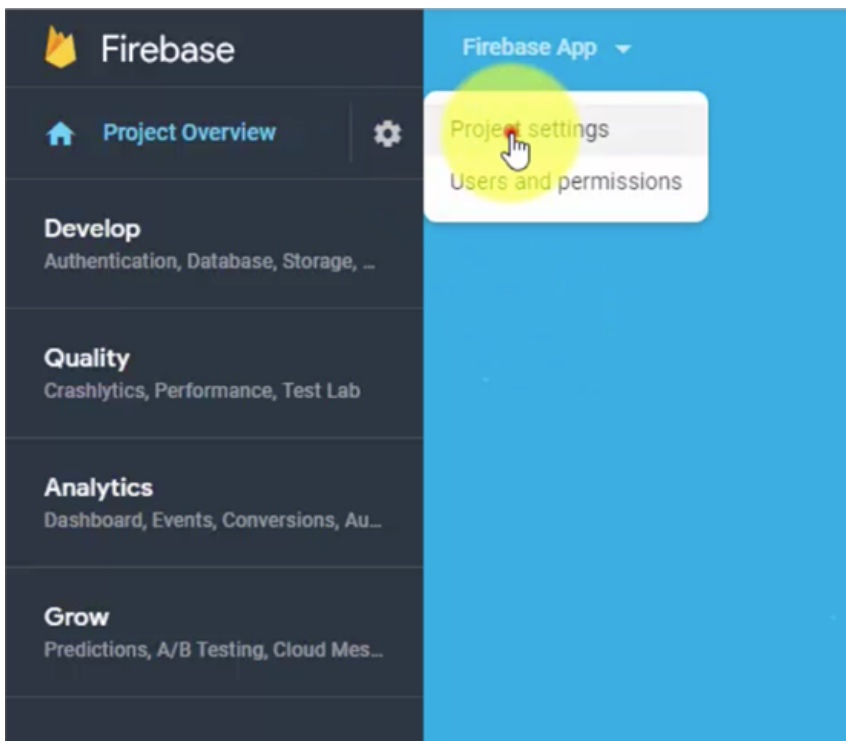 Firebase
Firebase App
Project Overview
Project settings
Users and permissions
Develop
Authentication, Database, Storage, ...
Quality
Crashlytics, Performance, Test Lab
Analytics
Dashboard, Events, Conversions, Au...
Grow
Predictions, A/B Testing, Cloud Mes...